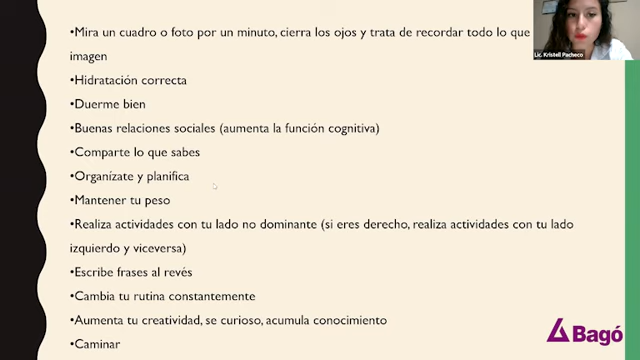 •Mira un cuadro o foto por un minuto, cierra los ojos y trata de recordar todo lo que
imagen
•Hidratación correcta
•Duerme bien
•Buenas relaciones sociales (aumenta la función cognitiva)
•Comparte lo que sabes
•Organízate y planifica
•Mantener tu peso
•Realiza actividades con tu lado no dominante (si eres derecho, realiza actividades con tu lado
izquierdo y viceversa)
•Escribe frases al revés
•Cambia tu rutina constantemente
•Aumenta tu creatividad, se curioso, acumula conocimiento
•Caminar
Lic. Kristell Pacheco
Bagó